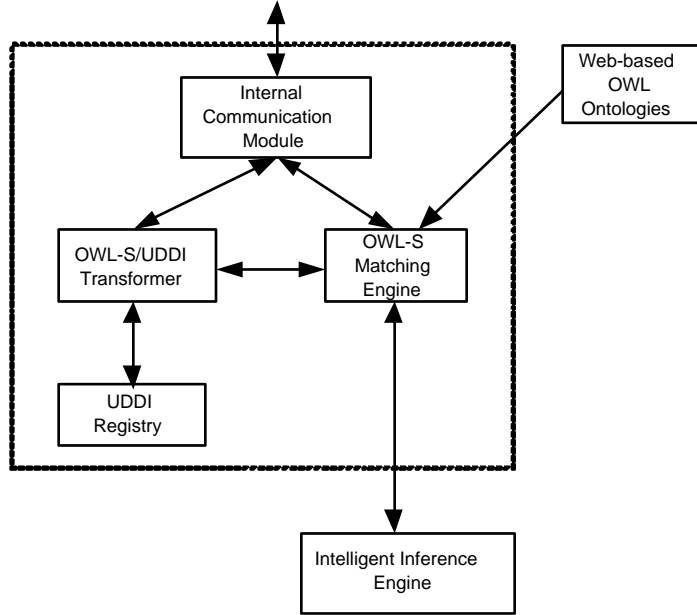 Internal
Communication
Module
Web-based
OWL
Ontologies
OWL-S/UDDI
Transformer
OWL-S
Matching
Engine
UDDI
Registry
Intelligent Inference
Engine